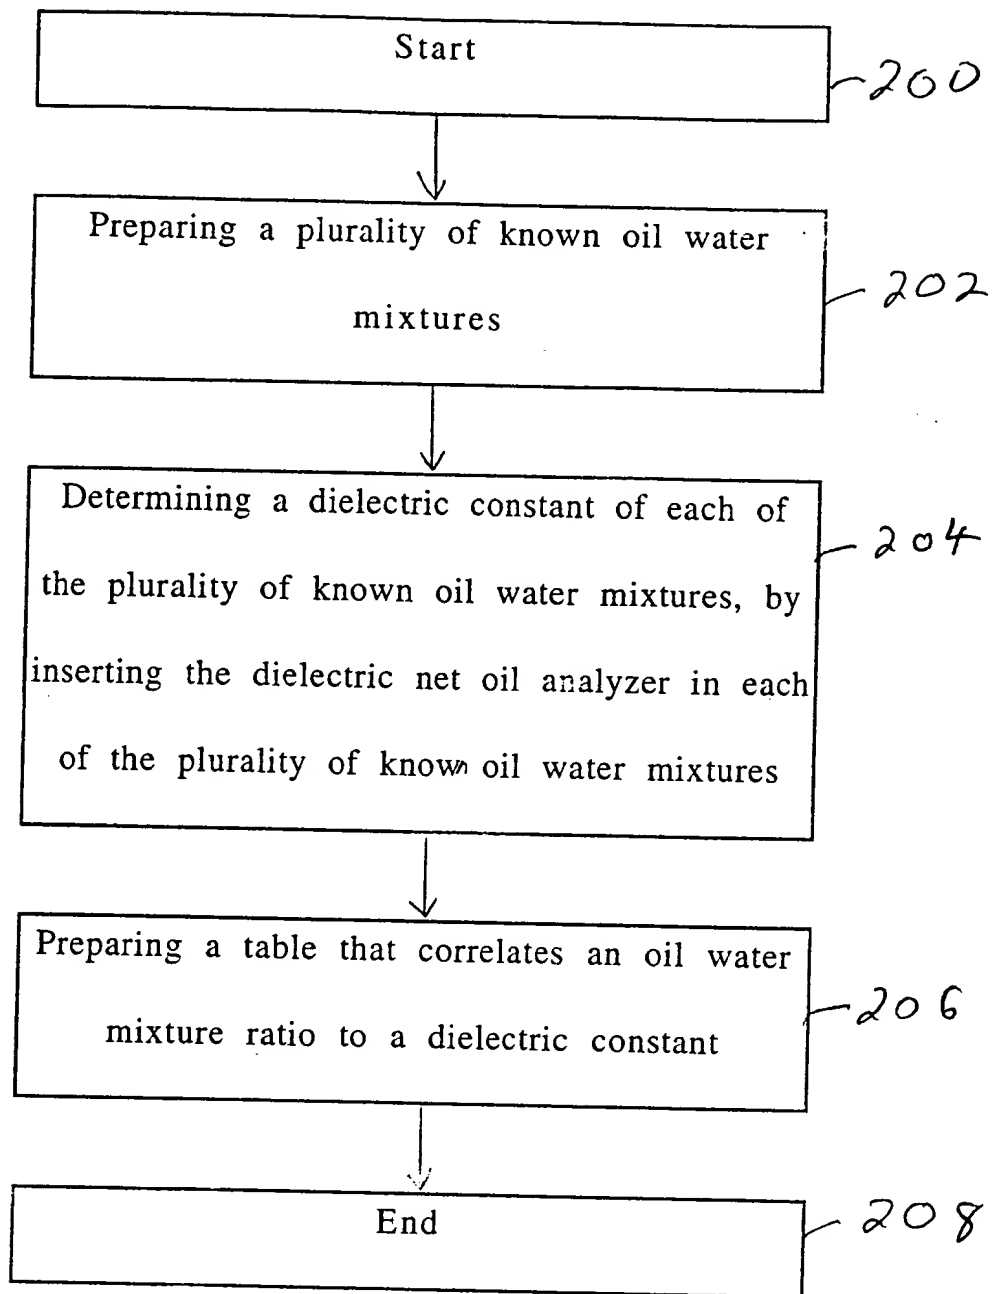 Start
200
Preparing a plurality of known oil water
mixtures
202
Determining a dielectric constant of each of
the plurality of known oil water mixtures, by
inserting the dielectric net oil analyzer in each
of the plurality of known oil water mixtures
204
Preparing a table that correlates an oil water
mixture ratio to a dielectric constant
206
End
208